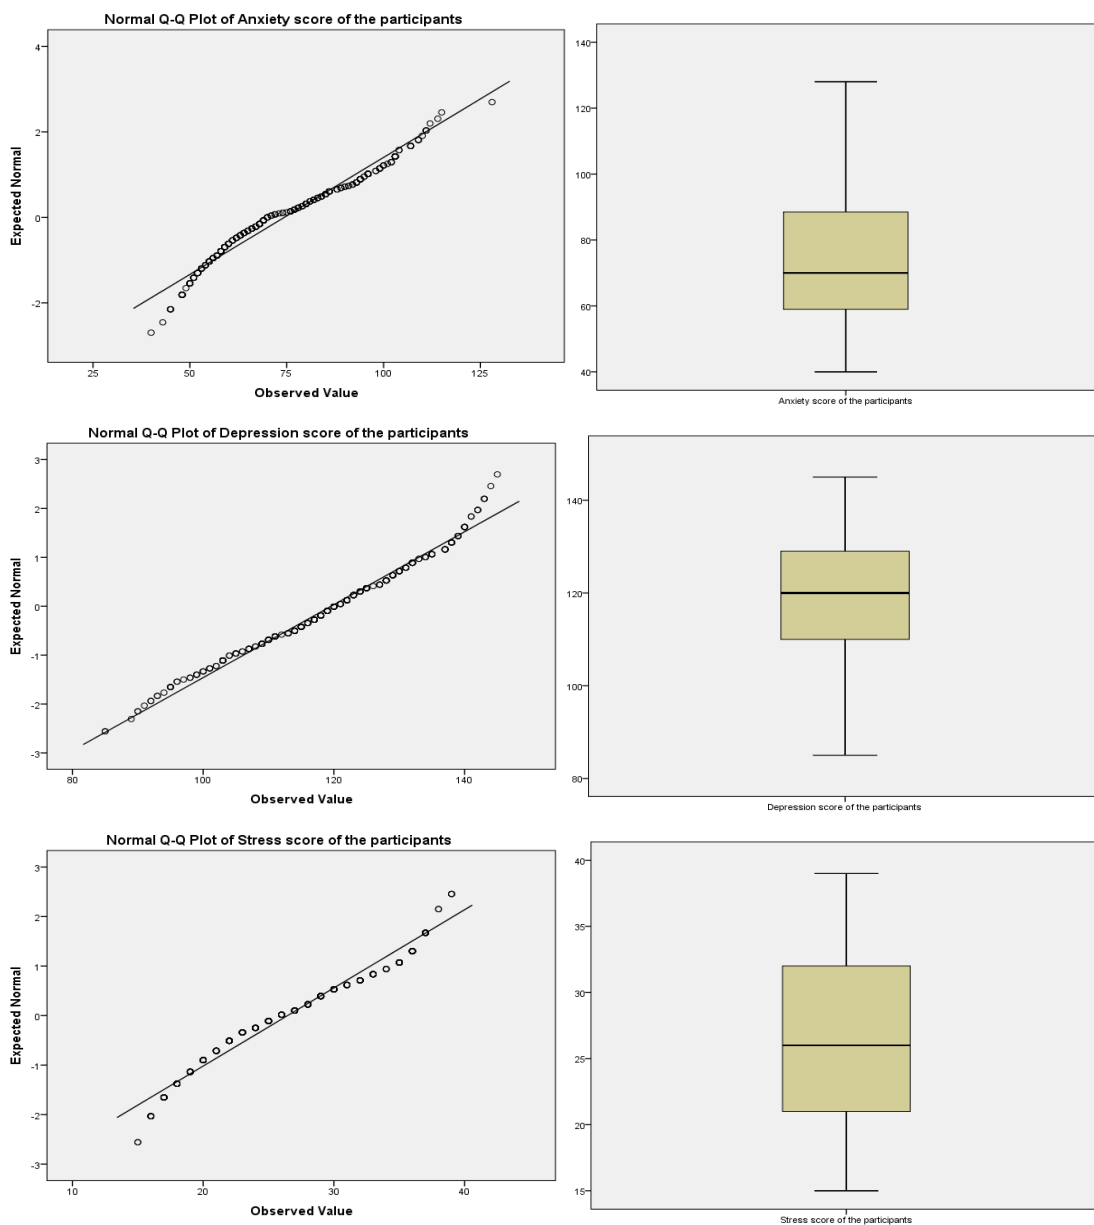 Normal Q-Q Plot of Anxiety score of the participants
Expected Normal
4
2
0
-2
25 50 75 100 125
Observed Value
140
120
100
80
60
40
Anxiety score of the participants
Normal Q-Q Plot of Depression score of the participants
Expected Normal
3
2
1
0
-1
-2
-3
80 100 120 140
Observed Value
140
120
100
80
Depression score of the participants
Normal Q-Q Plot of Stress score of the participants
Expected Normal
3
2
1
0
-1
-2
-3
10 20 30 40
Observed Value
40
35
30
25
20
15
Stress score of the participants